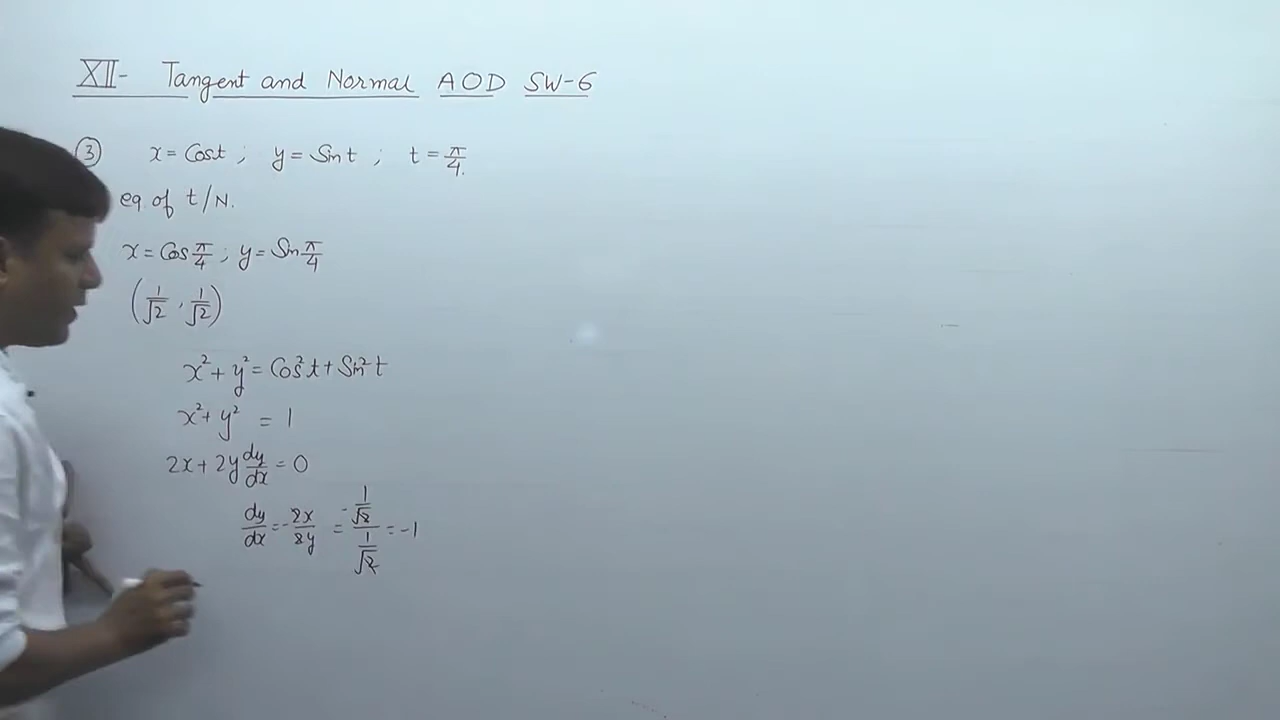 XII- Tangent and Normal AOD SW-6
③ x = Cost ; y = Sin t ; t = π/4.
eq. of t/N.
x = Cos π/4 ; y = Sin π/4
(1/√2 , 1/√2)
x² + y² = Cos²t + Sin²t
x² + y² = 1
2x + 2y dy/dx = 0
dy/dx = - 2x/2y = (-1/√2)/(1/√2) = -1